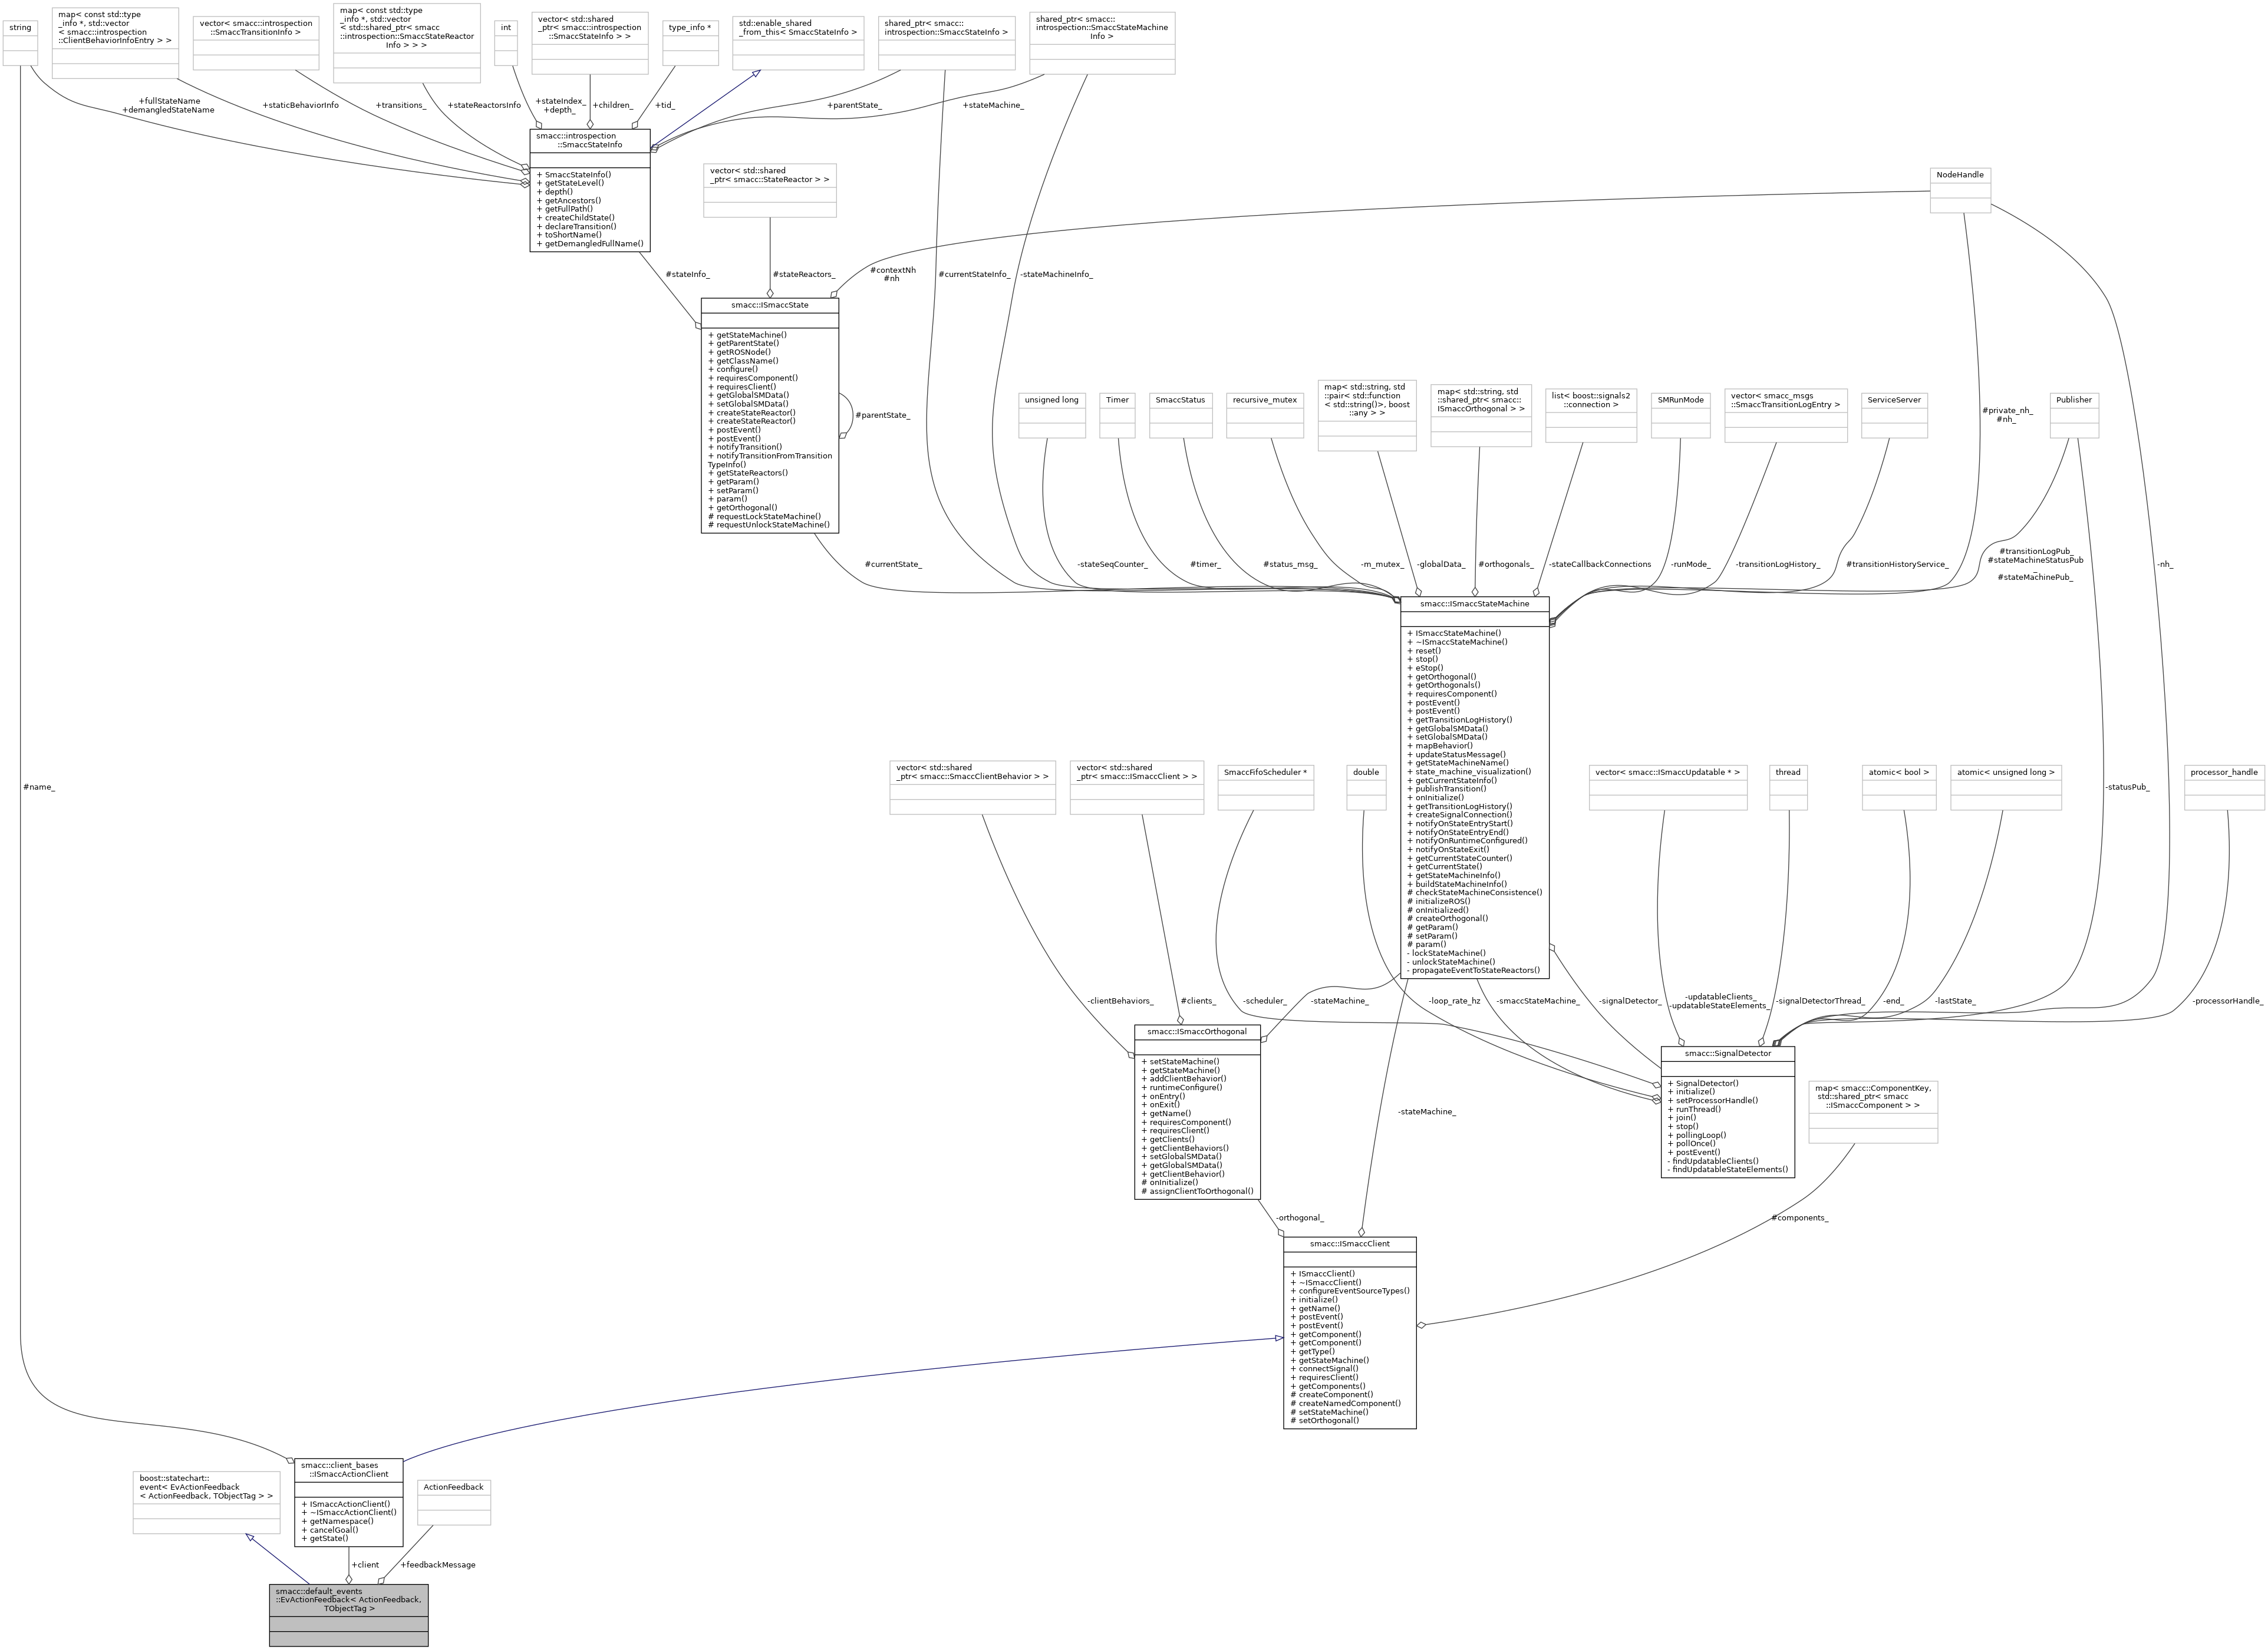 string
map< const std::type
_info *, std::vector
< smacc::introspection
::ClientBehaviorInfoEntry > >
vector< smacc::introspection
::SmaccTransitionInfo >
map< const std::type
_info *, std::vector
< std::shared_ptr< smacc
::introspection::SmaccStateReactor
Info > > >
int
vector< std::shared
_ptr< smacc::introspection
::SmaccStateInfo > >
type_info *
std::enable_shared
_from_this< SmaccStateInfo >
shared_ptr< smacc::
introspection::SmaccStateInfo >
shared_ptr< smacc::
introspection::SmaccStateMachine
Info >
+fullStateName
+demangledStateName
+staticBehaviorInfo
+transitions_
+stateReactorsInfo
+stateIndex_
+depth_
+children_
+tid_
+parentState_
+stateMachine_
smacc::introspection
::SmaccStateInfo
+ SmaccStateInfo()
+ getStateLevel()
+ depth()
+ getAncestors()
+ getFullPath()
+ createChildState()
+ declareTransition()
+ toShortName()
+ getDemangledFullName()
vector< std::shared
_ptr< smacc::StateReactor > >
NodeHandle
#stateInfo_
#stateReactors_
#contextNh
#nh
#currentStateInfo_
-stateMachineInfo_
smacc::ISmaccState
+ getStateMachine()
+ getParentState()
+ getROSNode()
+ getClassName()
+ configure()
+ requiresComponent()
+ requiresClient()
+ getGlobalSMData()
+ setGlobalSMData()
+ createStateReactor()
+ createStateReactor()
+ postEvent()
+ postEvent()
+ notifyTransition()
+ notifyTransitionFromTransition
TypeInfo()
+ getStateReactors()
+ getParam()
+ setParam()
+ param()
+ getOrthogonal()
# requestLockStateMachine()
# requestUnlockStateMachine()
#parentState_
unsigned long
Timer
SmaccStatus
recursive_mutex
map< std::string, std
::pair< std::function
< std::string()>, boost
::any > >
map< std::string, std
::shared_ptr< smacc::
ISmaccOrthogonal > >
list< boost::signals2
::connection >
SMRunMode
vector< smacc_msgs
::SmaccTransitionLogEntry >
ServiceServer
#private_nh_
#nh_
Publisher
#currentState_
-stateSeqCounter_
#timer_
#status_msg_
-m_mutex_
-globalData_
#orthogonals_
-stateCallbackConnections
-runMode_
-transitionLogHistory_
#transitionHistoryService_
#transitionLogPub_
#stateMachineStatusPub
_
#stateMachinePub_
-nh_
smacc::ISmaccStateMachine
+ ISmaccStateMachine()
+ ~ISmaccStateMachine()
+ reset()
+ stop()
+ eStop()
+ getOrthogonal()
+ getOrthogonals()
+ requiresComponent()
+ postEvent()
+ postEvent()
+ getTransitionLogHistory()
+ getGlobalSMData()
+ setGlobalSMData()
+ mapBehavior()
+ updateStatusMessage()
+ getStateMachineName()
+ state_machine_visualization()
+ getCurrentStateInfo()
+ publishTransition()
+ onInitialize()
+ getTransitionLogHistory()
+ createSignalConnection()
+ notifyOnStateEntryStart()
+ notifyOnStateEntryEnd()
+ notifyOnRuntimeConfigured()
+ notifyOnStateExit()
+ getCurrentStateCounter()
+ getCurrentState()
+ getStateMachineInfo()
+ buildStateMachineInfo()
# checkStateMachineConsistence()
# initializeROS()
# onInitialized()
# createOrthogonal()
# getParam()
# setParam()
# param()
- lockStateMachine()
- unlockStateMachine()
- propagateEventToStateReactors()
#name_
vector< std::shared
_ptr< smacc::SmaccClientBehavior > >
vector< std::shared
_ptr< smacc::ISmaccClient > >
SmaccFifoScheduler *
double
vector< smacc::ISmaccUpdatable * >
thread
atomic< bool >
atomic< unsigned long >
-statusPub_
processor_handle
-clientBehaviors_
#clients_
-scheduler_
-stateMachine_
-loop_rate_hz
-smaccStateMachine_
-signalDetector_
-updatableClients_
-updatableStateElements_
-signalDetectorThread_
-end_
-lastState_
-processorHandle_
smacc::ISmaccOrthogonal
+ setStateMachine()
+ getStateMachine()
+ addClientBehavior()
+ runtimeConfigure()
+ onEntry()
+ onExit()
+ getName()
+ requiresComponent()
+ requiresClient()
+ getClients()
+ getClientBehaviors()
+ setGlobalSMData()
+ getGlobalSMData()
+ getClientBehavior()
# onInitialize()
# assignClientToOrthogonal()
-stateMachine_
smacc::SignalDetector
+ SignalDetector()
+ initialize()
+ setProcessorHandle()
+ runThread()
+ join()
+ stop()
+ pollingLoop()
+ pollOnce()
+ postEvent()
- findUpdatableClients()
- findUpdatableStateElements()
map< smacc::ComponentKey,
std::shared_ptr< smacc
::ISmaccComponent > >
-orthogonal_
#components_
smacc::ISmaccClient
+ ISmaccClient()
+ ~ISmaccClient()
+ configureEventSourceTypes()
+ initialize()
+ getName()
+ postEvent()
+ postEvent()
+ getComponent()
+ getComponent()
+ getType()
+ getStateMachine()
+ connectSignal()
+ requiresClient()
+ getComponents()
# createComponent()
# createNamedComponent()
# setStateMachine()
# setOrthogonal()
boost::statechart::
event< EvActionFeedback
< ActionFeedback, TObjectTag > >
smacc::client_bases
::ISmaccActionClient
+ ISmaccActionClient()
+ ~ISmaccActionClient()
+ getNamespace()
+ cancelGoal()
+ getState()
ActionFeedback
+client
+feedbackMessage
smacc::default_events
::EvActionFeedback< ActionFeedback,
TObjectTag >